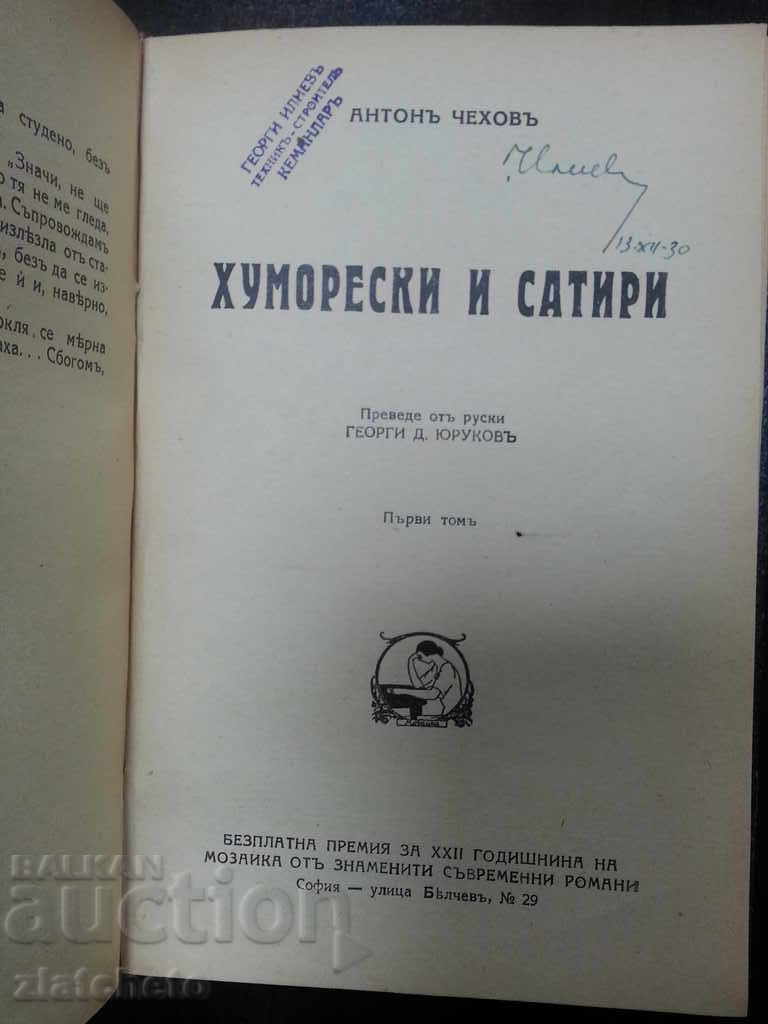 студено, безъ
„Значи, не ще
тя не ме гледа,
Съпровождамъ
излѣзла отъ ста-
безъ да се из-
е ѝ и, навѣрно,
се мѣрна
Сбогомъ,
ГЕОРГИ ИЛИЕВЪ
ТЕХНИКЪ-СТРОИТЕЛЬ
КЕМАНЛАРЪ
АНТОНЪ ЧЕХОВЪ
13-XII-30
ХУМОРЕСКИ И САТИРИ
Преведе отъ руски
ГЕОРГИ Д. ЮРУКОВЪ
Първи томъ
Мозайка
БЕЗПЛАТНА ПРЕМИЯ ЗА XXII ГОДИШНИНА НА
МОЗАИКА ОТЪ ЗНАМЕНИТИ СЪВРЕМЕННИ РОМАНИ
София — улица Бѣлчевъ, № 29
BALKAN
auction
zlatcheto